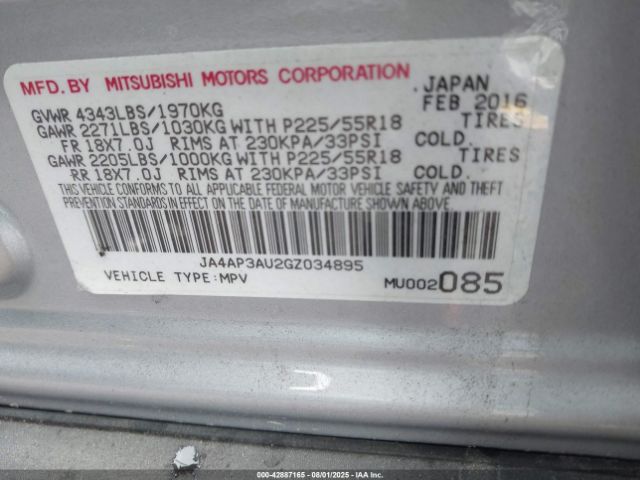 MFD. BY MITSUBISHI MOTORS CORPORATION JAPAN
GVWR 4343LBS/1970KG FEB 2016
GAWR 2271LBS/1030KG WITH P225/55R18 TIRES
FR 18X7.0J RIMS AT 230KPA/33PSI COLD.
GAWR 2205LBS/1000KG WITH P225/55R18 TIRES
RR 18X7.0J RIMS AT 230KPA/33PSI COLD.
THIS VEHICLE CONFORMS TO ALL APPLICABLE FEDERAL MOTOR VEHICLE SAFETY AND THEFT
PREVENTION STANDARDS IN EFFECT ON THE DATE OF MANUFACTURE SHOWN ABOVE.
JA4AP3AU2GZ034895
VEHICLE TYPE:MPV MU002085
000-42887165 - 08/01/2025 - IAA Inc.